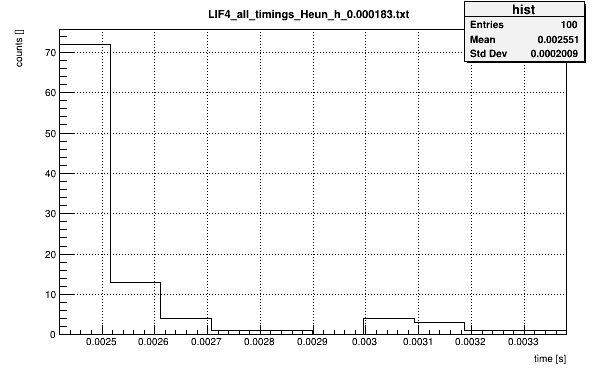 LIF4_all_timings_Heun_h_0.000183.txt
hist
Entries 100
Mean 0.002551
Std Dev 0.0002009
counts []
70
60
50
40
30
20
10
0
0.0025 0.0026 0.0027 0.0028 0.0029 0.003 0.0031 0.0032 0.0033
time [s]